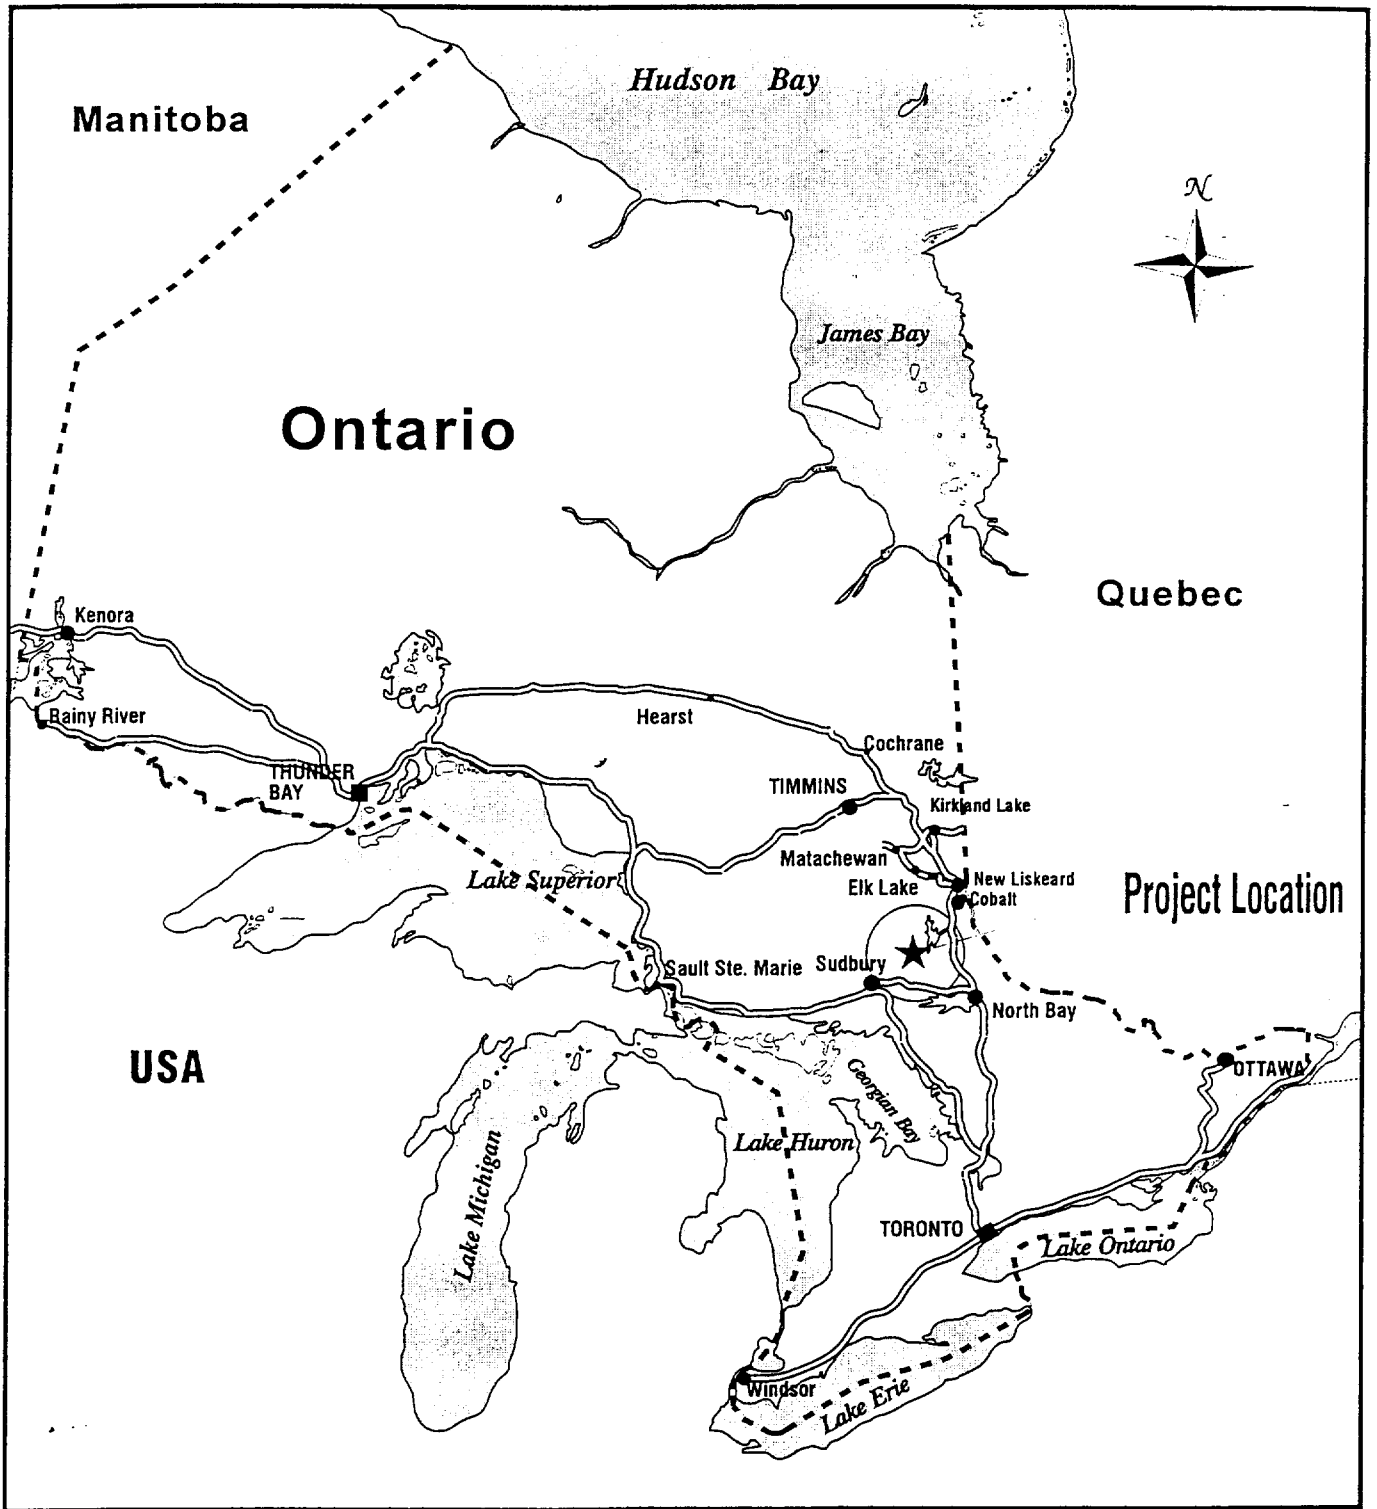 Hudson Bay
Manitoba
N
James Bay
Ontario
Quebec
Kenora
Rainy River
Hearst
Cochrane
THUNDER
BAY
TIMMINS
Kirkland Lake
Matachewan
Elk Lake
New Liskeard
Cobalt
Lake Superior
Project Location
Sault Ste. Marie
Sudbury
North Bay
USA
OTTAWA
Georgian Bay
Lake Huron
Lake Michigan
TORONTO
Lake Ontario
Windsor
Lake Erie